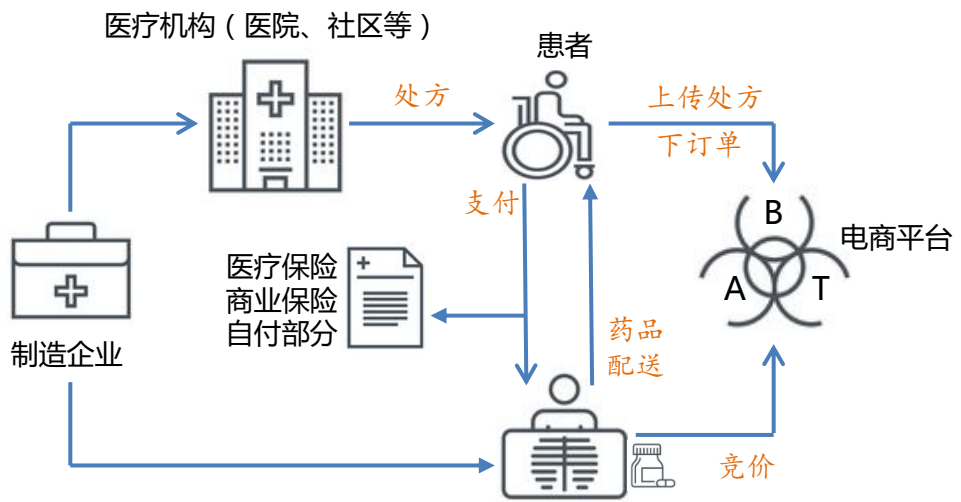 医疗机构（医院、社区等）
患者
处方
上传处方
下订单
支付
B
A
T
电商平台
医疗保险
商业保险
自付部分
制造企业
药品
配送
竞价